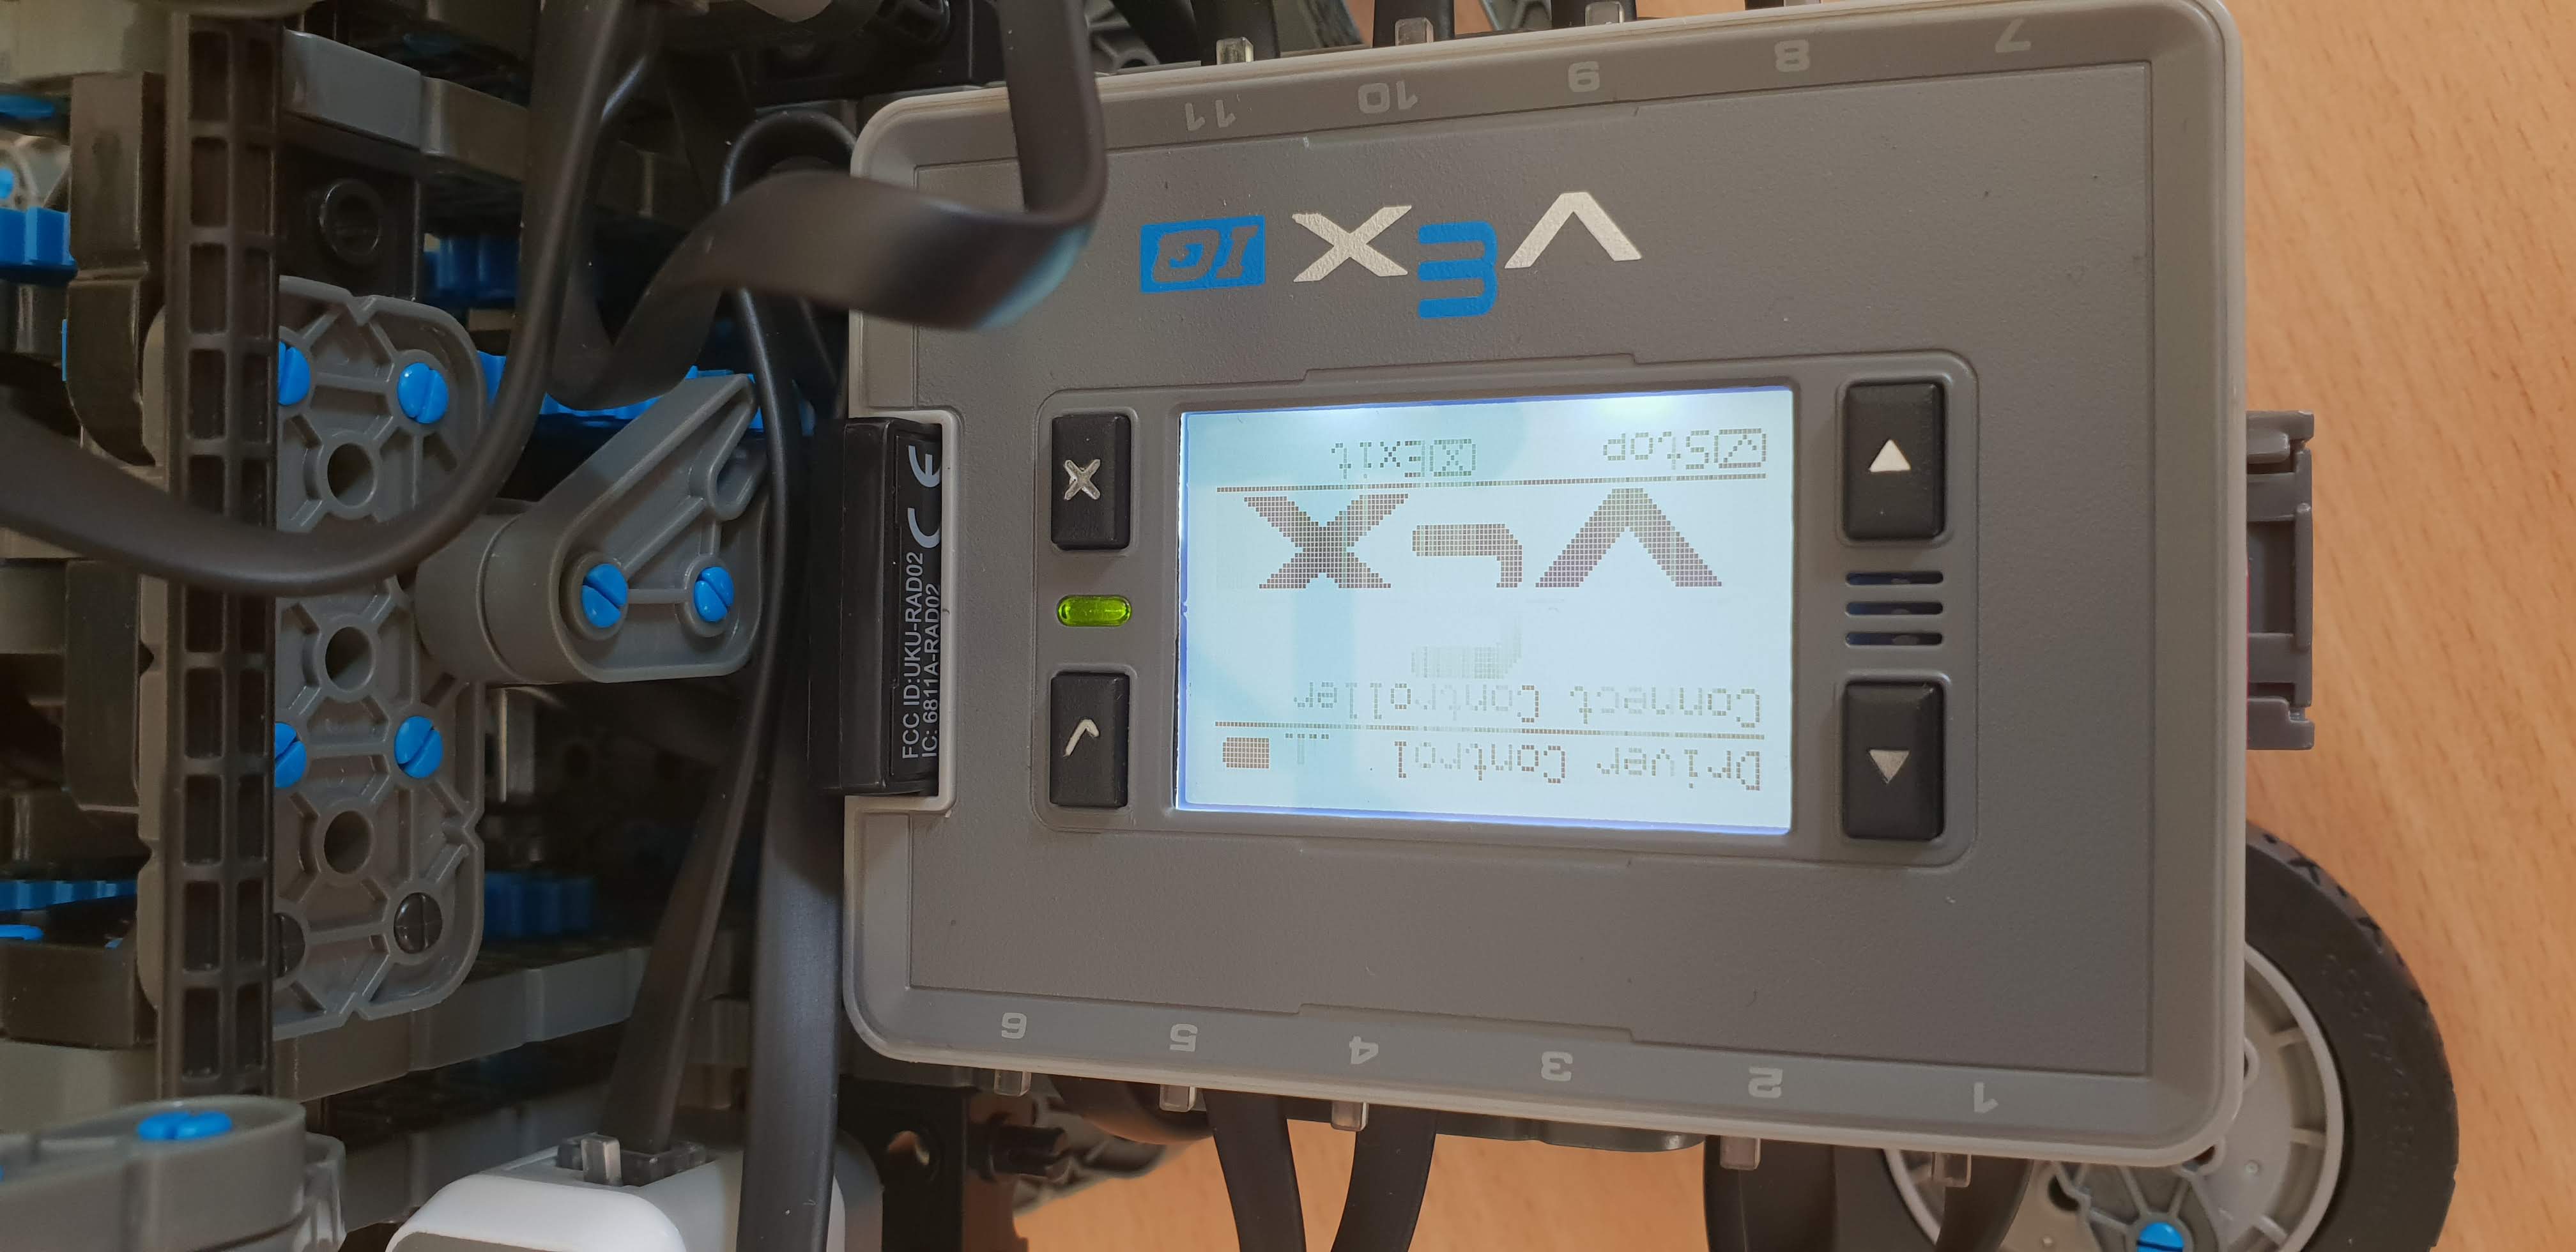 FCC ID:UKU-RAD02
IC: 6811A-RAD02
CE
6 5 4 3 2 1
Driver Control
Connect Controller
VEX
Stop Exit
VEX IQ
7 8 9 10 11